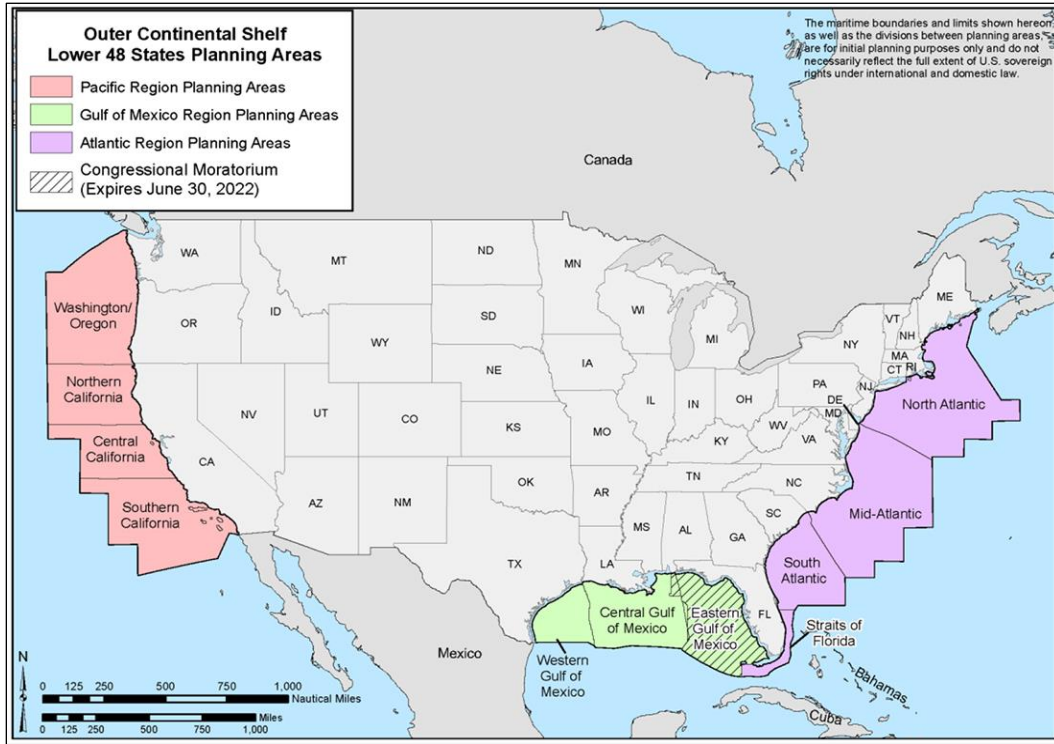 Outer Continental Shelf
Lower 48 States Planning Areas
Pacific Region Planning Areas
Gulf of Mexico Region Planning Areas
Atlantic Region Planning Areas
Congressional Moratorium
(Expires June 30, 2022)
The maritime boundaries and limits shown hereon,
as well as the divisions between planning areas,
are for initial planning purposes only and do not
necessarily reflect the full extent of U.S. sovereign
rights under international and domestic law.
Canada
WA
MT
ND
MN
ME
Washington/
Oregon
OR
ID
SD
WI
MI
VT
NH
NY
MA
CT
RI
WY
IA
NE
PA
NJ
Northern
California
NV
UT
CO
IL
IN
OH
DE
MD
North Atlantic
WV
VA
KS
MO
KY
Central
California
CA
TN
NC
Mid-Atlantic
OK
AR
AZ
NM
SC
Southern
California
MS
AL
GA
TX
LA
South
Atlantic
FL
Central Gulf
of Mexico
Eastern
Gulf of
Mexico
Straits of
Florida
Mexico
Western
Gulf of
Mexico
Bahamas
Cuba
N
0 125 250 500 750 1,000
Nautical Miles
Miles
0 125 250 500 750 1,000